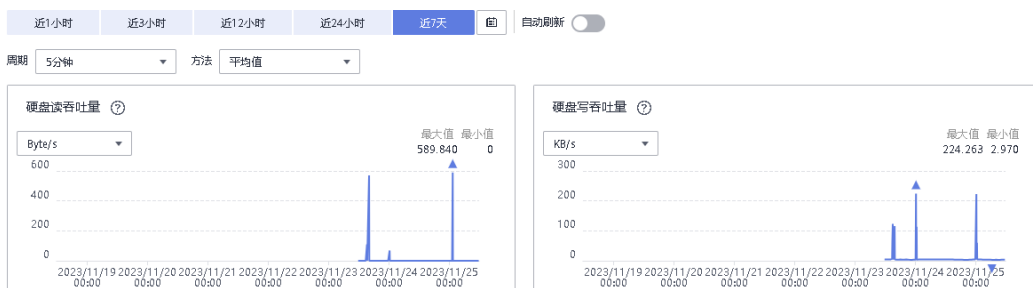 近1小时 近3小时 近12小时 近24小时 近7天 自动刷新
周期 5分钟 方法 平均值
硬盘读吞吐量 ?
Byte/s
最大值 最小值
589.840 0
600
400
200
0
2023/11/19 2023/11/20 2023/11/21 2023/11/22 2023/11/23 2023/11/24 2023/11/25
00:00 00:00 00:00 00:00 00:00 00:00 00:00
硬盘写吞吐量 ?
KB/s
最大值 最小值
224.263 2.970
300
200
100
0
2023/11/19 2023/11/20 2023/11/21 2023/11/22 2023/11/23 2023/11/24 2023/11/25
00:00 00:00 00:00 00:00 00:00 00:00 00:00